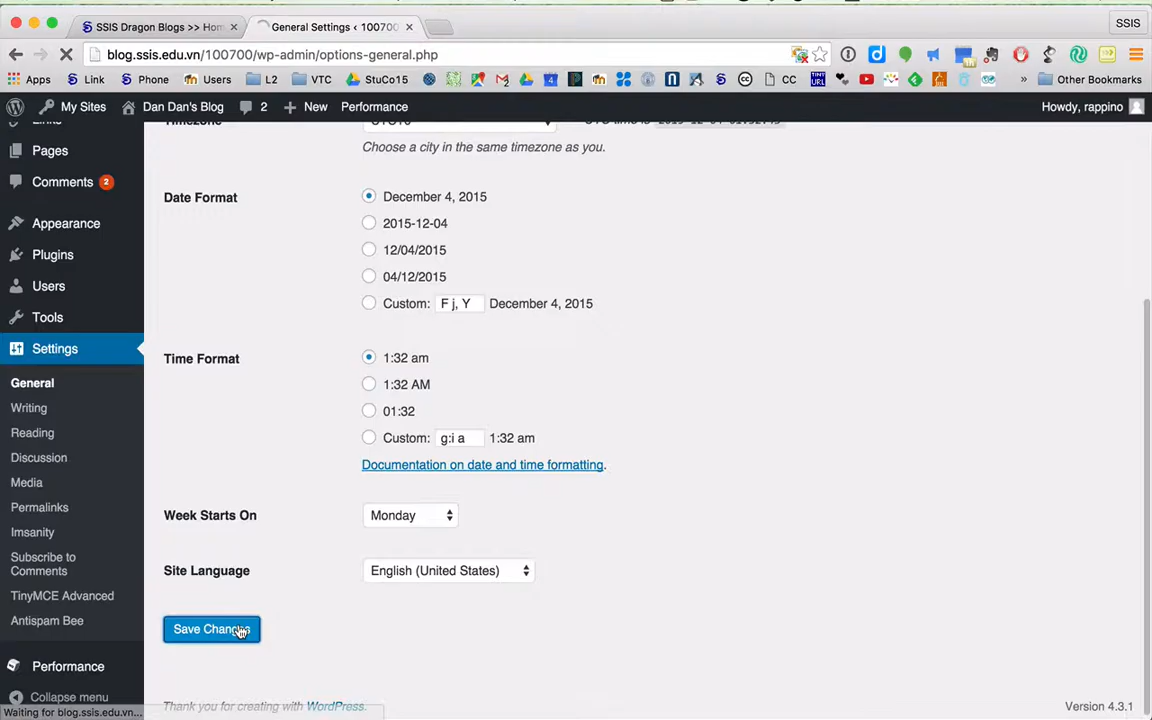 SSIS Dragon Blogs >> Hom
General Settings ‹ 100700
SSIS
blog.ssis.edu.vn/100700/wp-admin/options-general.php
Apps
Link
Phone
Users
L2
VTC
StuCo15
CC
Other Bookmarks
My Sites
Dan Dan's Blog
2
New
Performance
Howdy, rappino
Links
Pages
Comments 2
Appearance
Plugins
Users
Tools
Settings
General
Writing
Reading
Discussion
Media
Permalinks
Imsanity
Subscribe to
Comments
TinyMCE Advanced
Antispam Bee
Performance
Collapse menu
Waiting for blog.ssis.edu.vn...
Timezone
Choose a city in the same timezone as you.
Date Format
December 4, 2015
2015-12-04
12/04/2015
04/12/2015
Custom: F j, Y December 4, 2015
Time Format
1:32 am
1:32 AM
01:32
Custom: g:i a 1:32 am
Documentation on date and time formatting.
Week Starts On
Monday
Site Language
English (United States)
Save Changes
Thank you for creating with WordPress.
Version 4.3.1